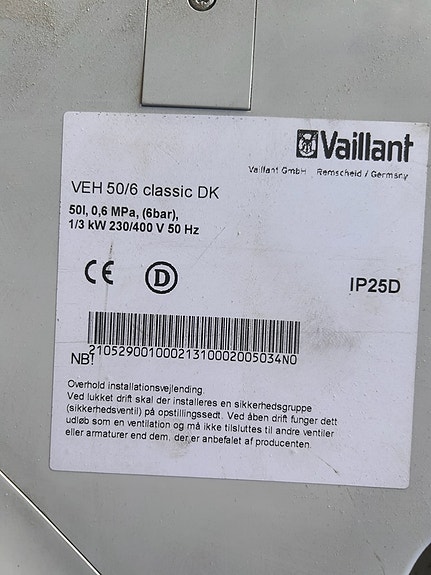 Vaillant
Vaillant GmbH Remscheid / Germany
VEH 50/6 classic DK
50l, 0,6 MPa, (6bar),
1/3 kW 230/400 V 50 Hz
CE D IP25D
21052900100021310002005034N0
NB!
Overhold installationsvejlending.
Ved lukket drift skal der installeres en sikkerhedsgruppe
(sikkerhedsventil) på opstillingssedt. Ved åben drift funger dett
udløb som en ventilation og må ikke tilsluttes til andre ventiler
eller armaturer end dem, der er anbefalet af producenten.